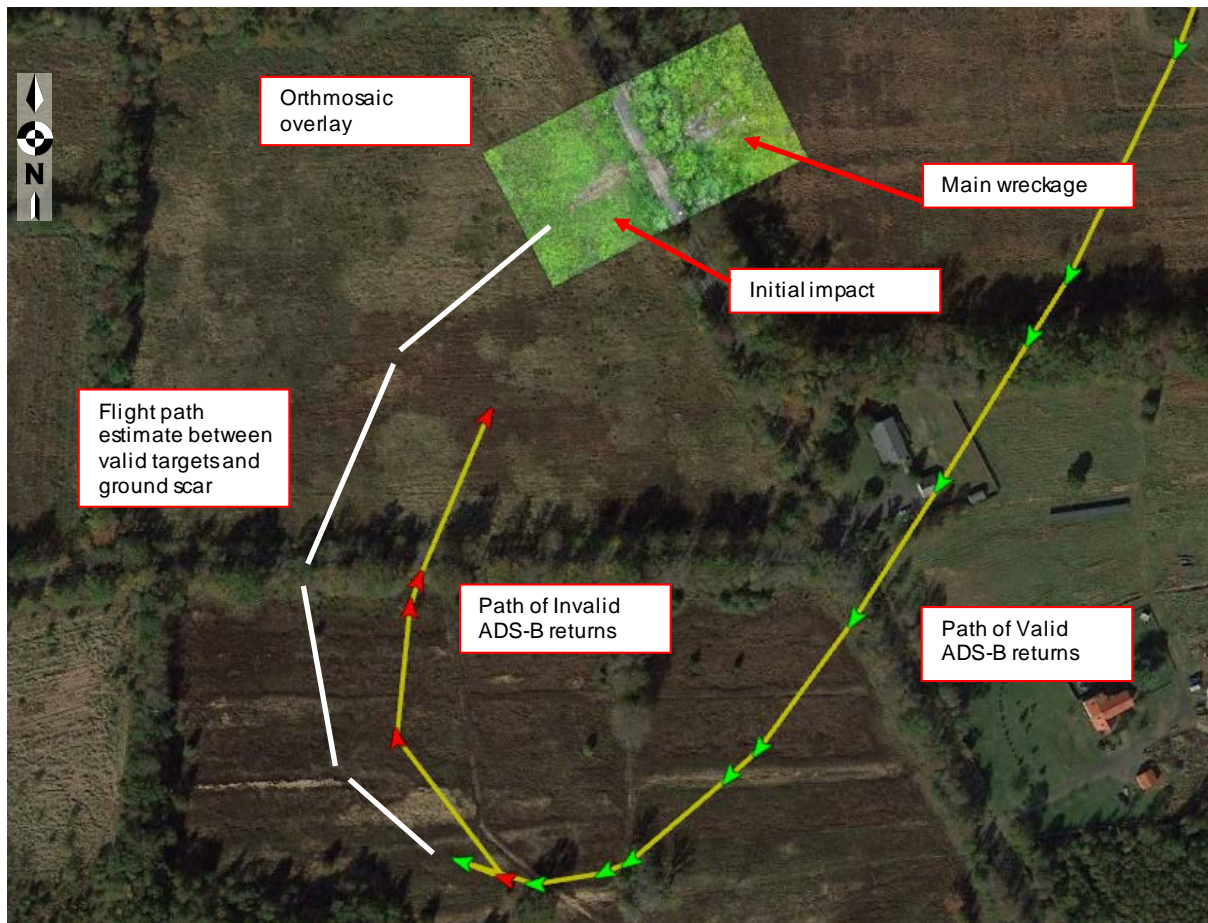 Orthmosaic
overlay
N
Main wreckage
Initial impact
Flight path
estimate between
valid targets and
ground scar
Path of Invalid
ADS-B returns
Path of Valid
ADS-B returns